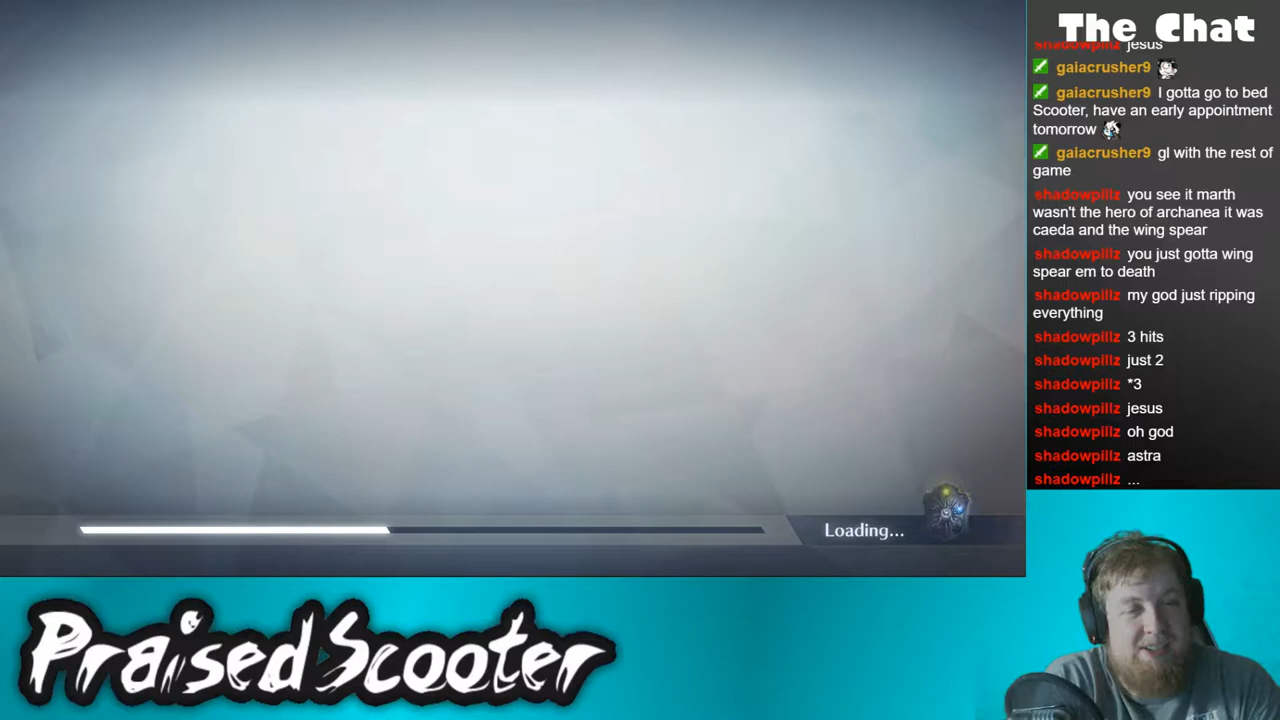 The Chat
shadowpillz jesus
gaiacrusher9
gaiacrusher9 I gotta go to bed
Scooter, have an early appointment
tomorrow
gaiacrusher9 gl with the rest of
game
shadowpillz you see it marth
wasn't the hero of archanea it was
caeda and the wing spear
shadowpillz you just gotta wing
spear em to death
shadowpillz my god just ripping
everything
shadowpillz 3 hits
shadowpillz just 2
shadowpillz *3
shadowpillz jesus
shadowpillz oh god
shadowpillz astra
shadowpillz ...
Loading...
PraisedScooter